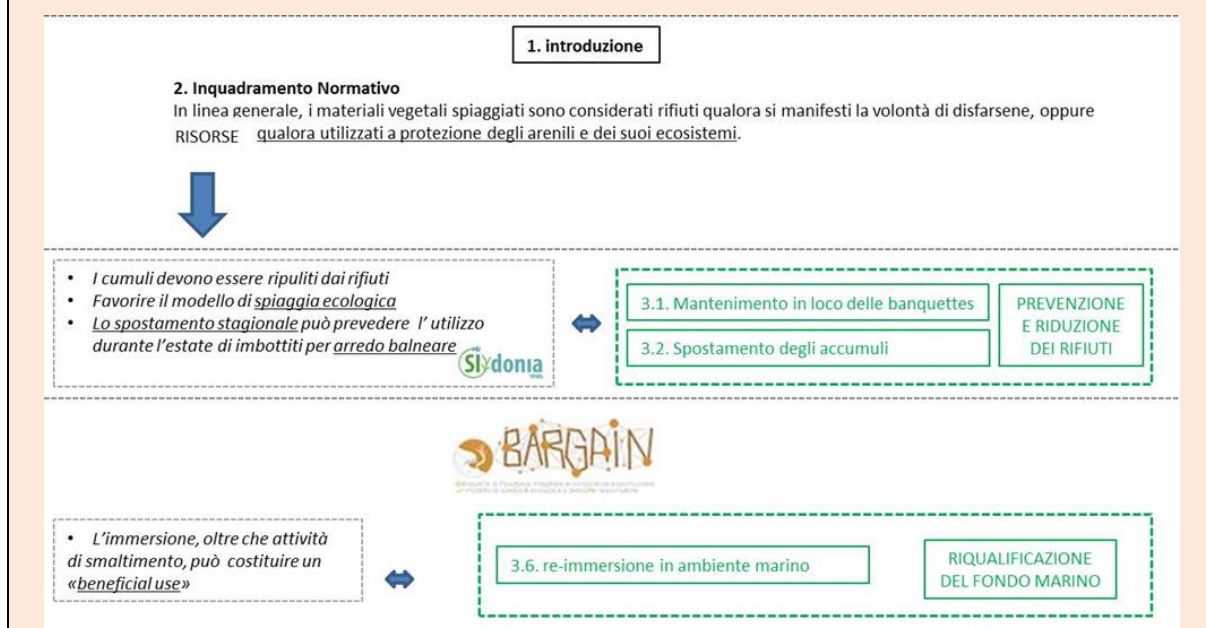 1. introduzione
2. Inquadramento Normativo
In linea generale, i materiali vegetali spiaggiati sono considerati rifiuti qualora si manifesti la volontà di disfarsene, oppure
RISORSE qualora utilizzati a protezione degli arenili e dei suoi ecosistemi.
• I cumuli devono essere ripuliti dai rifiuti
• Favorire il modello di spiaggia ecologica
• Lo spostamento stagionale può prevedere l' utilizzo
durante l'estate di imbottiti per arredo balneare
SIydonia
3.1. Mantenimento in loco delle banquettes
3.2. Spostamento degli accumuli
PREVENZIONE
E RIDUZIONE
DEI RIFIUTI
BARGAIN
• L'immersione, oltre che attività
di smaltimento, può costituire un
«beneficial use»
3.6. re-immersione in ambiente marino
RIQUALIFICAZIONE
DEL FONDO MARINO